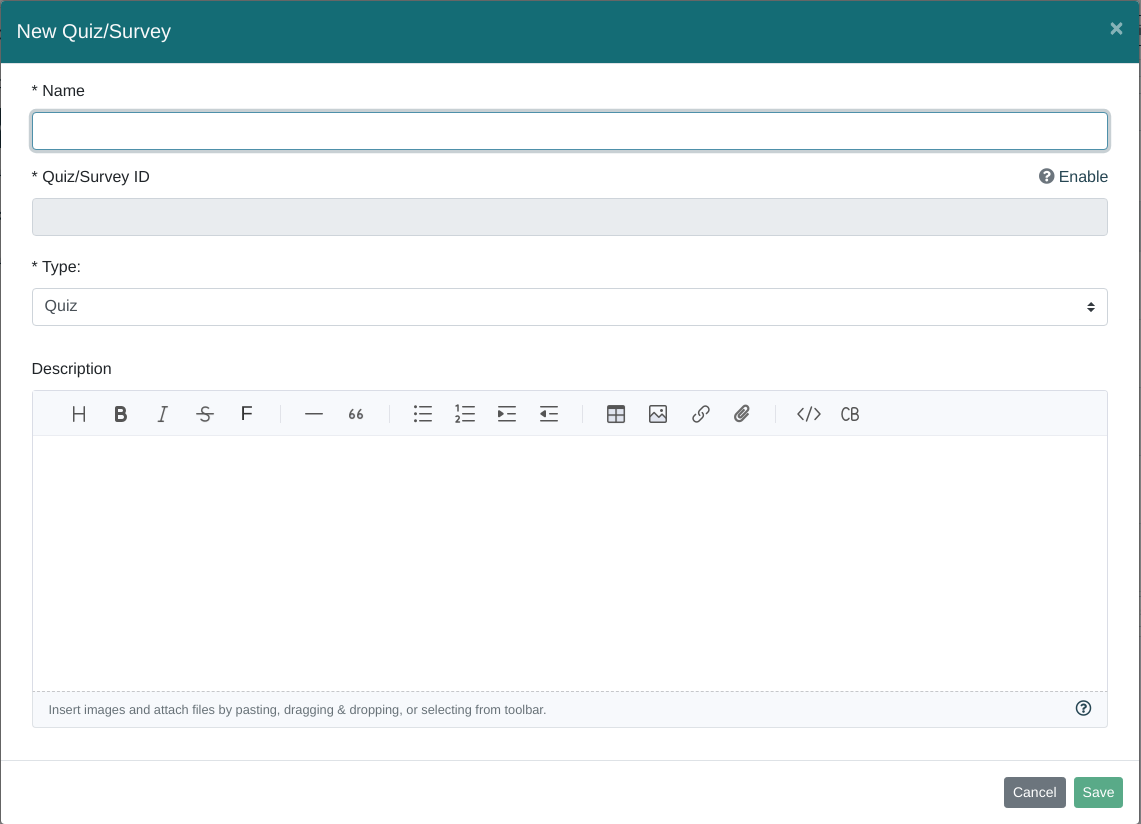 New Quiz/Survey ×
* Name
* Quiz/Survey ID Enable
* Type:
Quiz
Description
H B I S F — 66 </> CB
Insert images and attach files by pasting, dragging & dropping, or selecting from toolbar.
Cancel Save